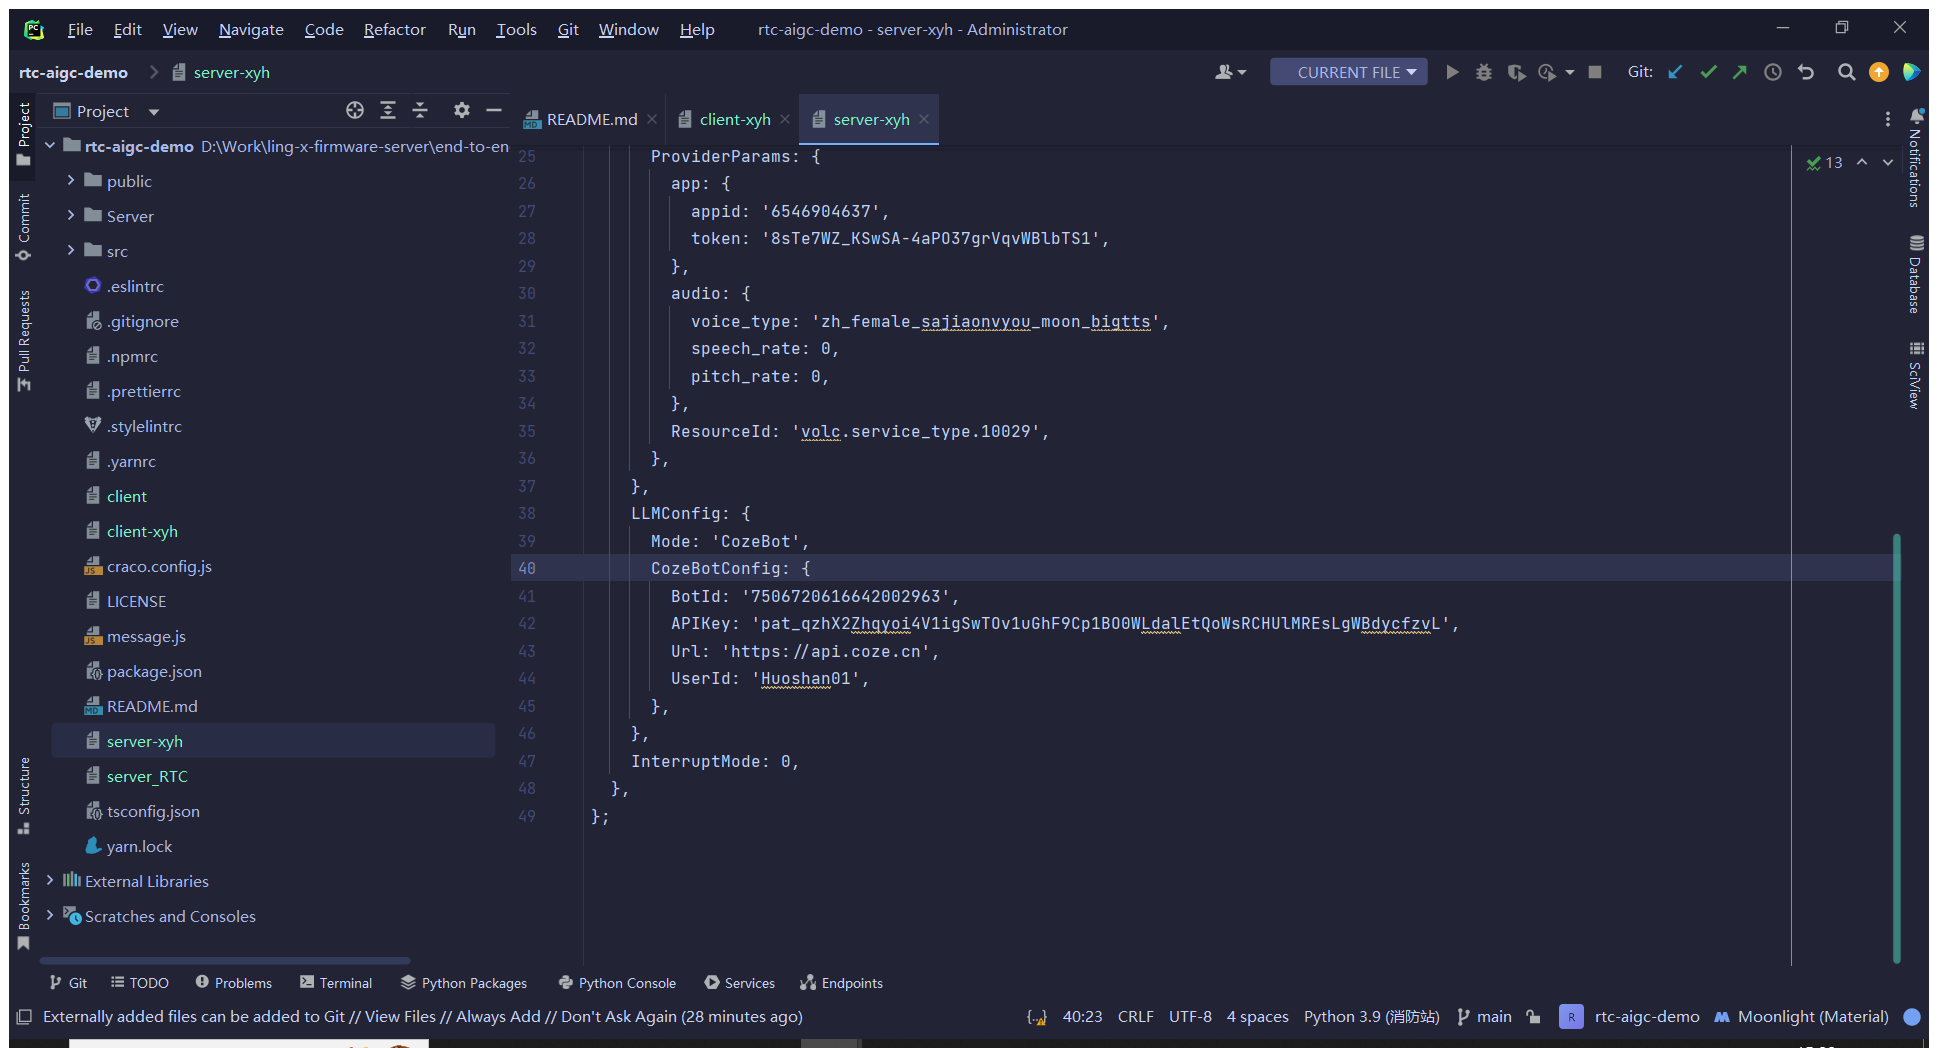 File Edit View Navigate Code Refactor Run Tools Git Window Help rtc-aigc-demo - server-xyh - Administrator
rtc-aigc-demo server-xyh CURRENT FILE Git:
Project
Commit
Pull Requests
Structure
Bookmarks
Project
rtc-aigc-demo D:\Work\ling-x-firmware-server\end-to-en
public
Server
src
.eslintrc
.gitignore
.npmrc
.prettierrc
.stylelintrc
.yarnrc
client
client-xyh
craco.config.js
LICENSE
message.js
package.json
README.md
server-xyh
server_RTC
tsconfig.json
yarn.lock
External Libraries
Scratches and Consoles
README.md client-xyh server-xyh
13
25 ProviderParams: {
26 app: {
27 appid: '6546904637',
28 token: '8sTe7WZ_KSwSA-4aPO37grVqvWBlbTS1',
29 },
30 audio: {
31 voice_type: 'zh_female_sajiaonvyou_moon_bigtts',
32 speech_rate: 0,
33 pitch_rate: 0,
34 },
35 ResourceId: 'volc.service_type.10029',
36 },
37 },
38 LLMConfig: {
39 Mode: 'CozeBot',
40 CozeBotConfig: {
41 BotId: '7506720616642002963',
42 APIKey: 'pat_qzhX2Zhqyoi4V1igSwTOv1uGhF9Cp1BO0WLdalEtQoWsRCHUlMREsLgWBdycfzvL',
43 Url: 'https://api.coze.cn',
44 UserId: 'Huoshan01',
45 },
46 },
47 InterruptMode: 0,
48 },
49 };
Notifications
Database
SciView
Git TODO Problems Terminal Python Packages Python Console Services Endpoints
Externally added files can be added to Git // View Files // Always Add // Don't Ask Again (28 minutes ago) 40:23 CRLF UTF-8 4 spaces Python 3.9 (消防站) main R rtc-aigc-demo Moonlight (Material)